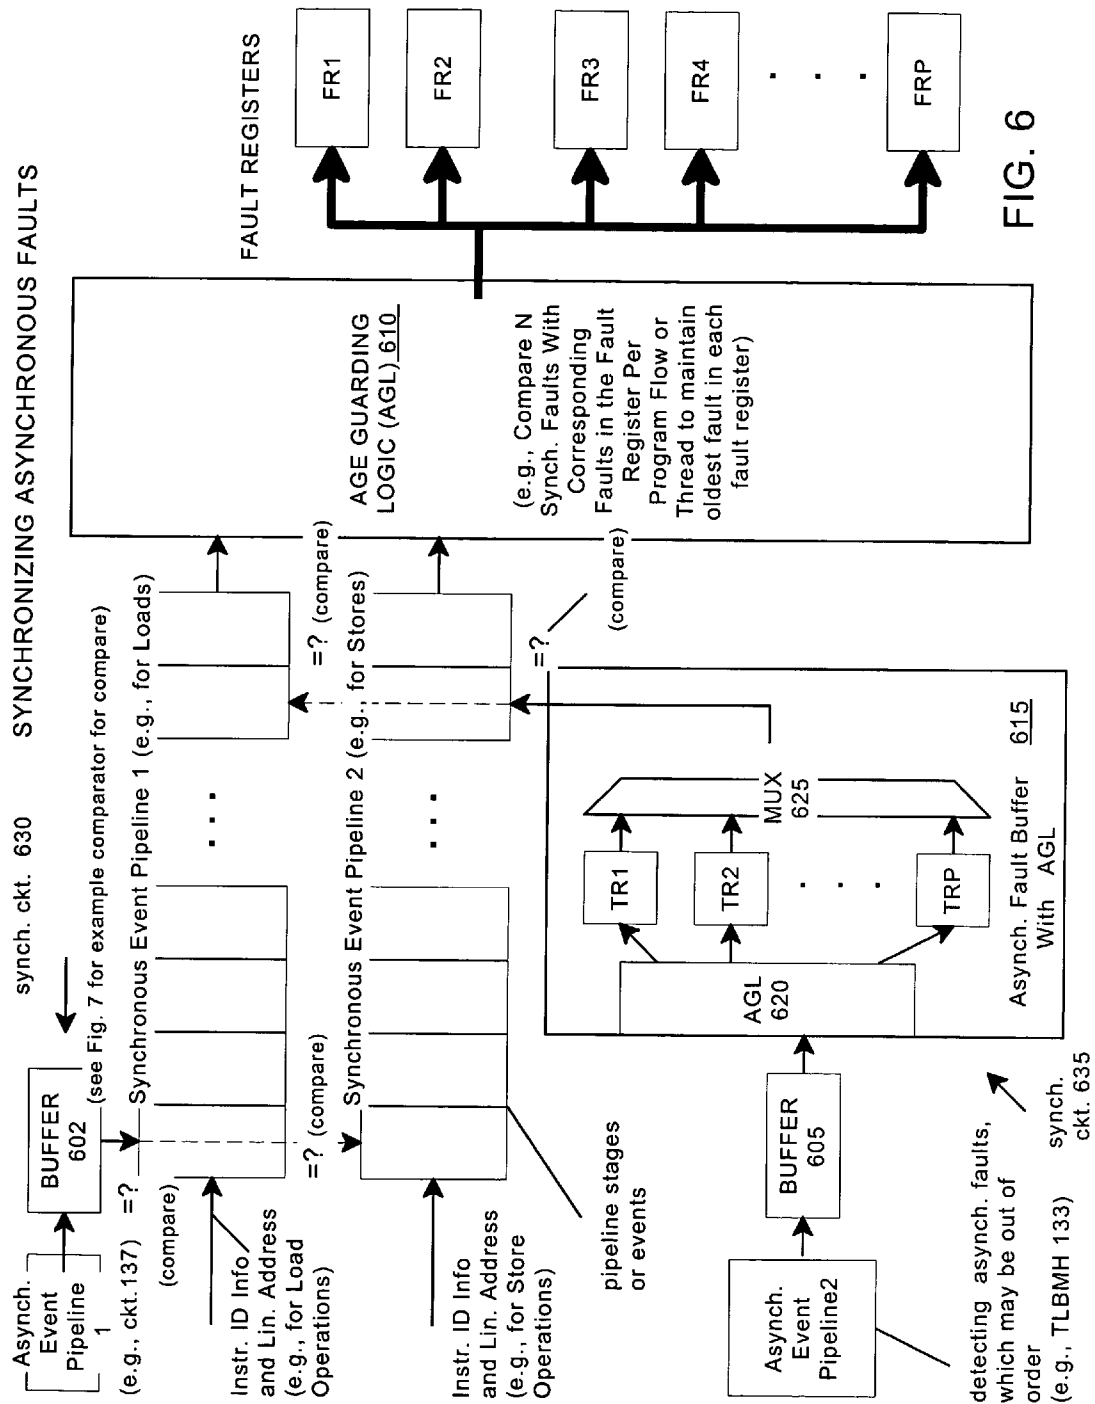 SYNCHRONIZING ASYNCHRONOUS FAULTS
synch. ckt. 630
Asynch.
Event
Pipeline
1
(e.g., ckt.137)
BUFFER
602
(see Fig. 7 for example comparator for compare)
=?
(compare)
Synchronous Event Pipeline 1 (e.g., for Loads)
. . .
Instr. ID Info
and Lin. Address
(e.g., for Load
Operations)
=? (compare)
=? (compare)
Synchronous Event Pipeline 2 (e.g., for Stores)
. . .
Instr. ID Info
and Lin. Address
(e.g., for Store
Operations)
pipeline stages
or events
=?
(compare)
AGE GUARDING
LOGIC (AGL) 610
(e.g., Compare N
Synch. Faults With
Corresponding
Faults in the Fault
Register Per
Program Flow or
Thread to maintain
oldest fault in each
fault register)
FAULT REGISTERS
FR1
FR2
FR3
FR4
. . .
FRP
Asynch.
Event
Pipeline2
BUFFER
605
AGL
620
TR1
TR2
. . .
TRP
MUX
625
Asynch. Fault Buffer
With AGL
615
detecting asynch. faults,
which may be out of
order
(e.g., TLBMH 133)
synch.
ckt. 635
FIG. 6